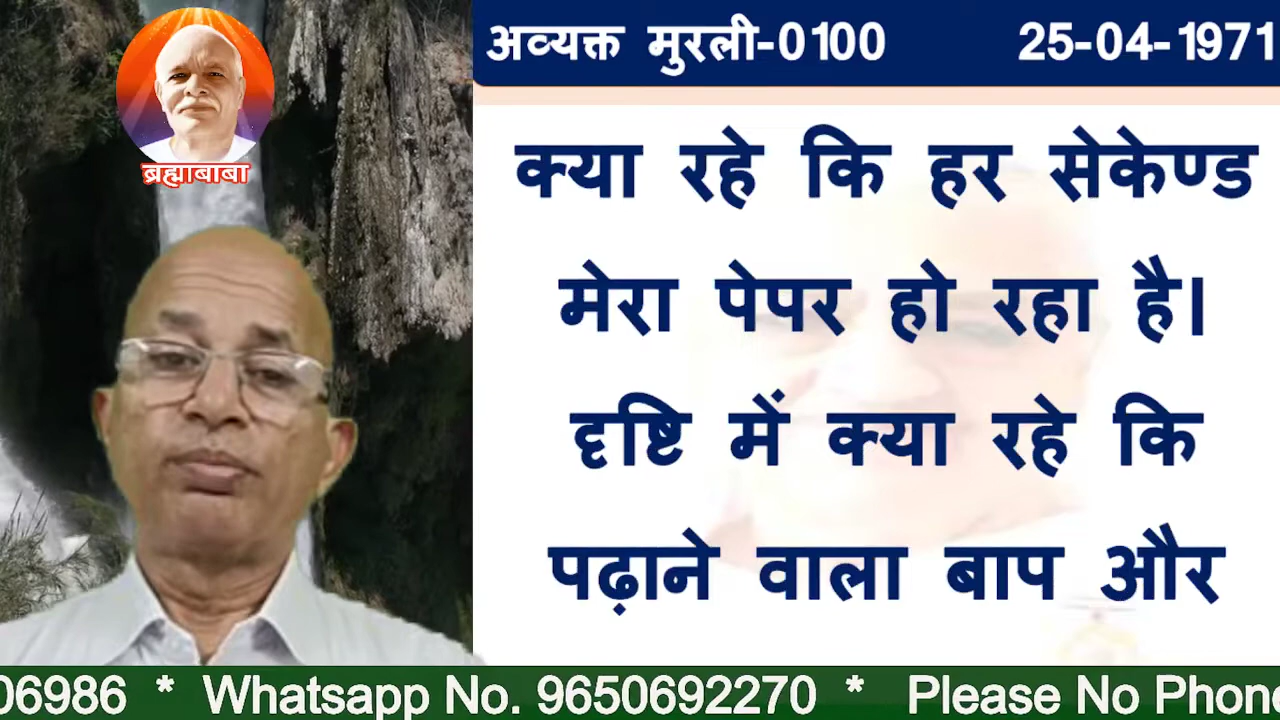 ब्रह्माबाबा
अव्यक्त मुरली-0100 25-04-1971
क्या रहे कि हर सेकेण्ड
मेरा पेपर हो रहा है।
दृष्टि में क्या रहे कि
पढ़ाने वाला बाप और
06986 * Whatsapp No. 9650692270 * Please No Phone